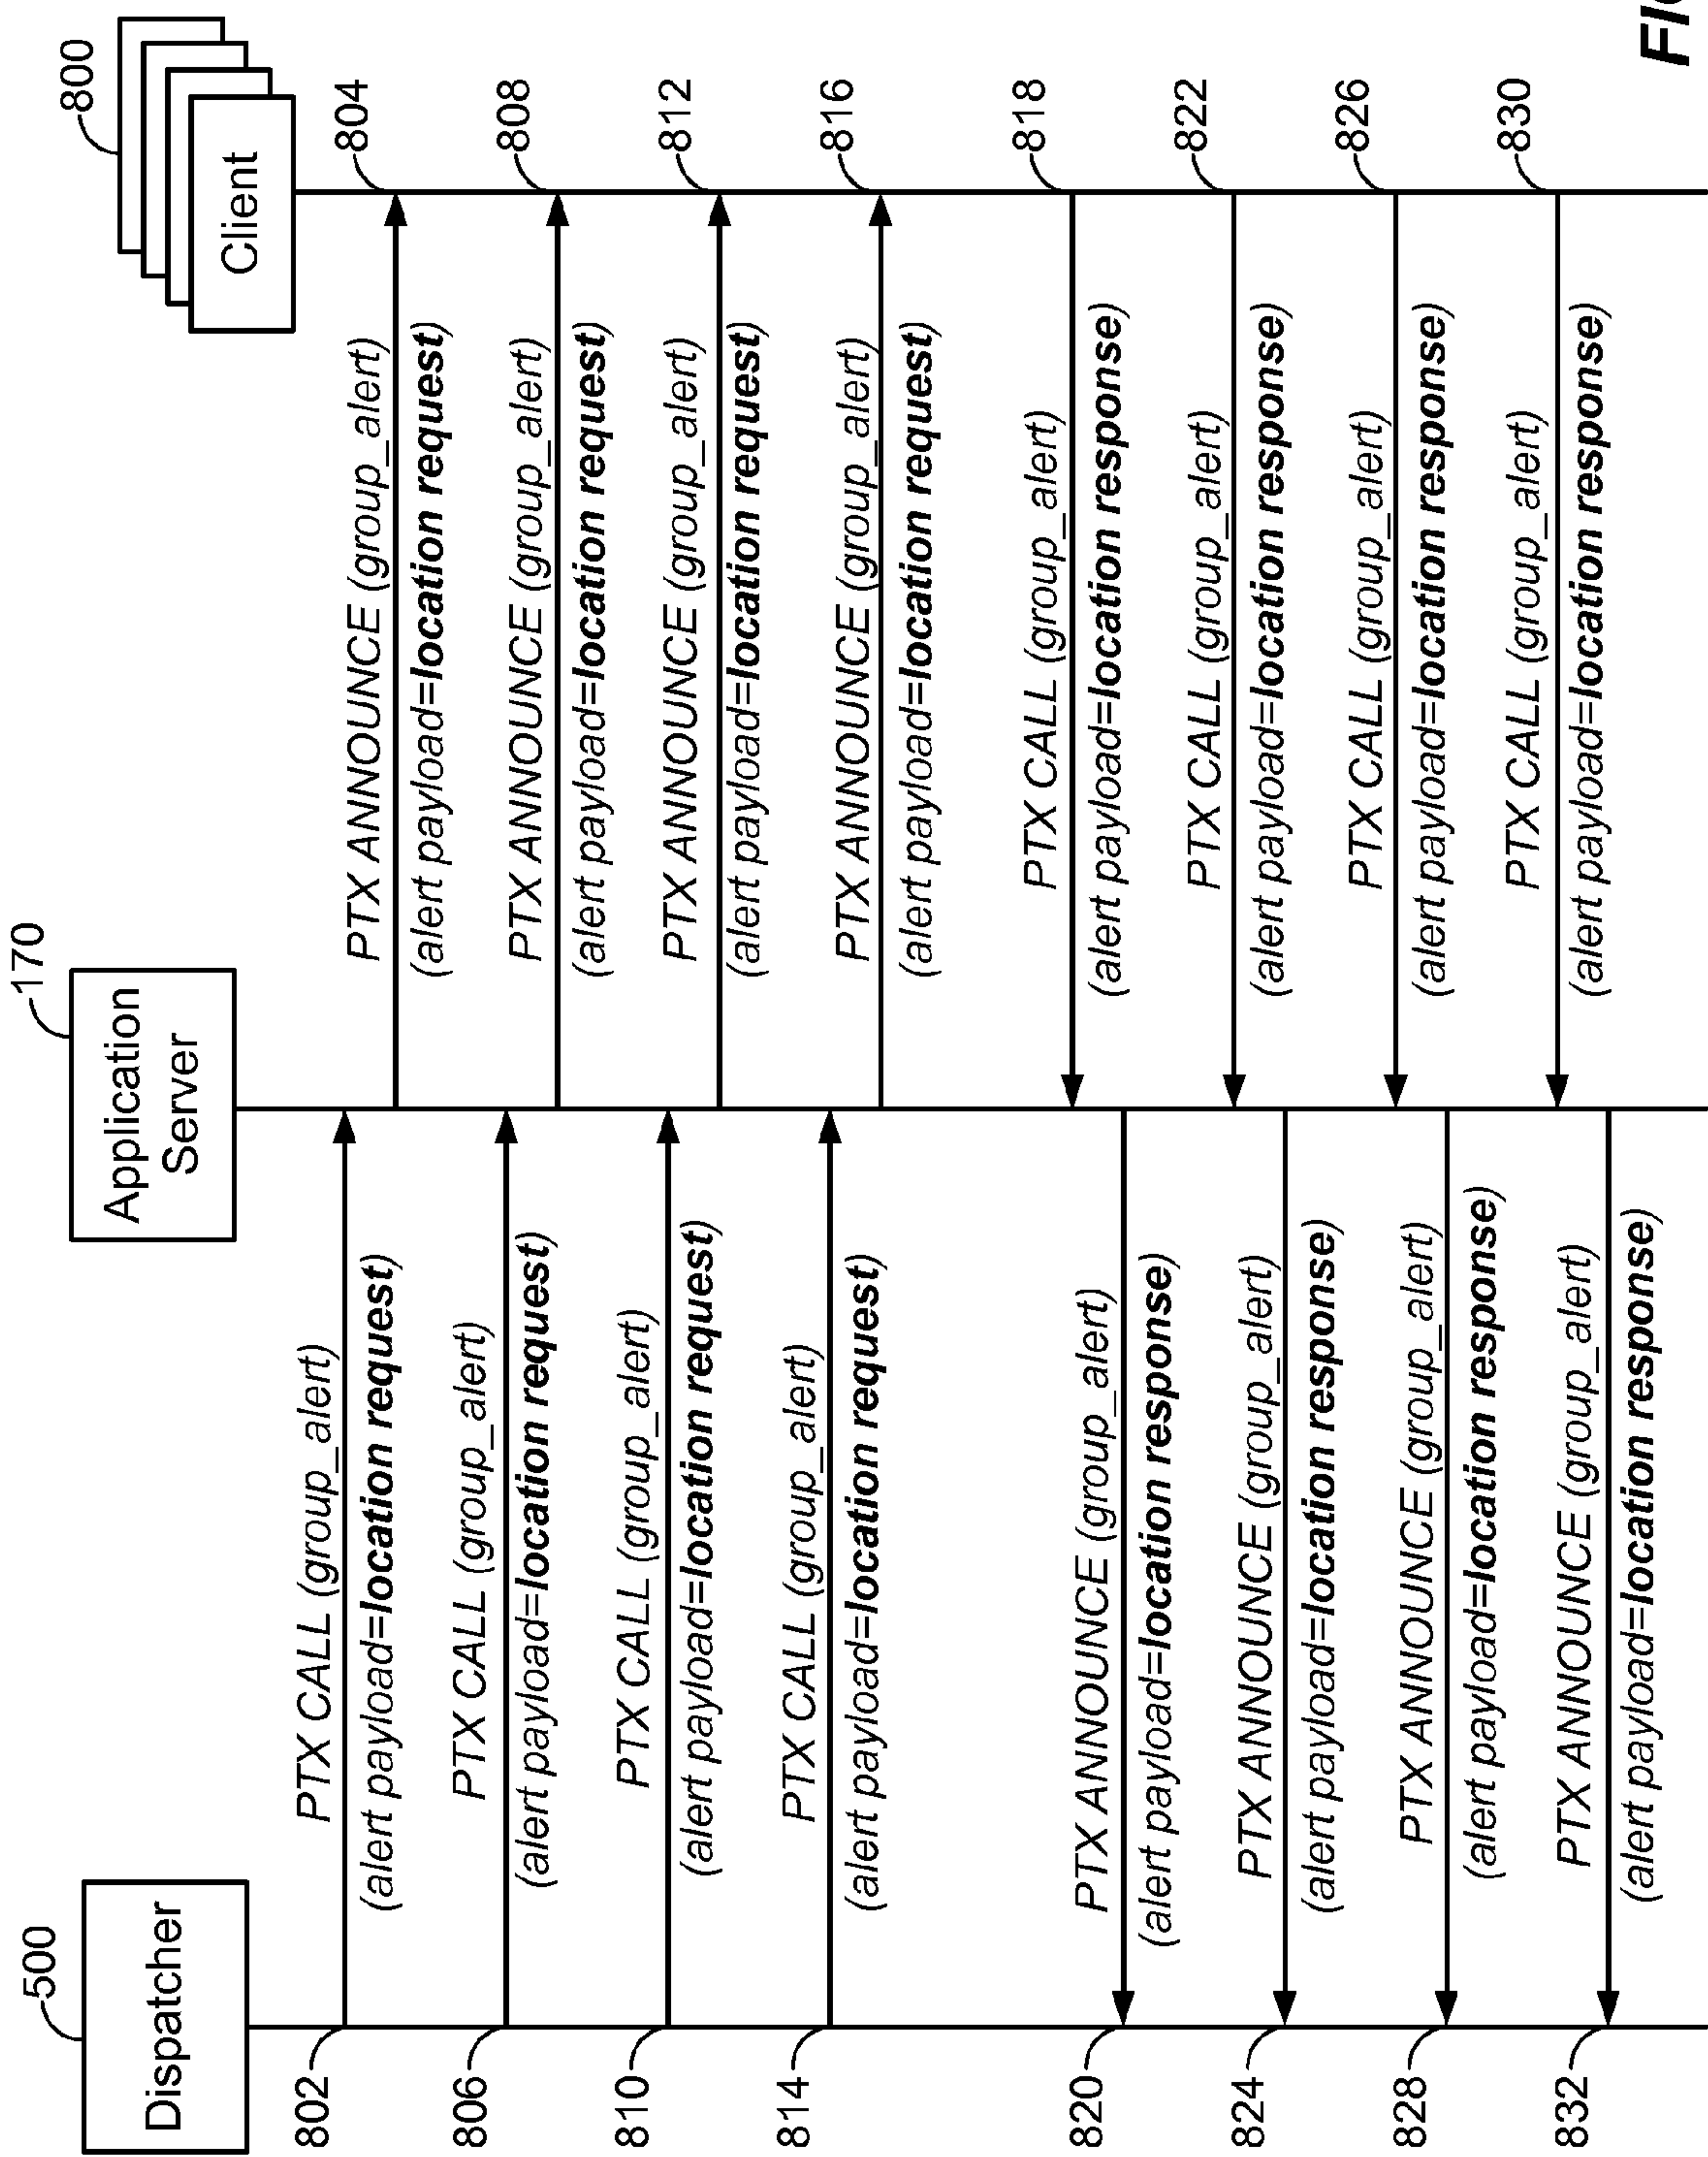 500
Dispatcher
170
Application
Server
800
Client
802
PTX CALL (group_alert)
(alert payload=location request)
804
PTX ANNOUNCE (group_alert)
(alert payload=location request)
806
PTX CALL (group_alert)
(alert payload=location request)
808
PTX ANNOUNCE (group_alert)
(alert payload=location request)
810
PTX CALL (group_alert)
(alert payload=location request)
812
PTX ANNOUNCE (group_alert)
(alert payload=location request)
814
PTX CALL (group_alert)
(alert payload=location request)
816
PTX ANNOUNCE (group_alert)
(alert payload=location request)
818
PTX CALL (group_alert)
(alert payload=location response)
820
PTX ANNOUNCE (group_alert)
(alert payload=location response)
822
PTX CALL (group_alert)
(alert payload=location response)
824
PTX ANNOUNCE (group_alert)
(alert payload=location response)
826
PTX CALL (group_alert)
(alert payload=location response)
828
PTX ANNOUNCE (group_alert)
(alert payload=location response)
830
PTX CALL (group_alert)
(alert payload=location response)
832
PTX ANNOUNCE (group_alert)
(alert payload=location response)